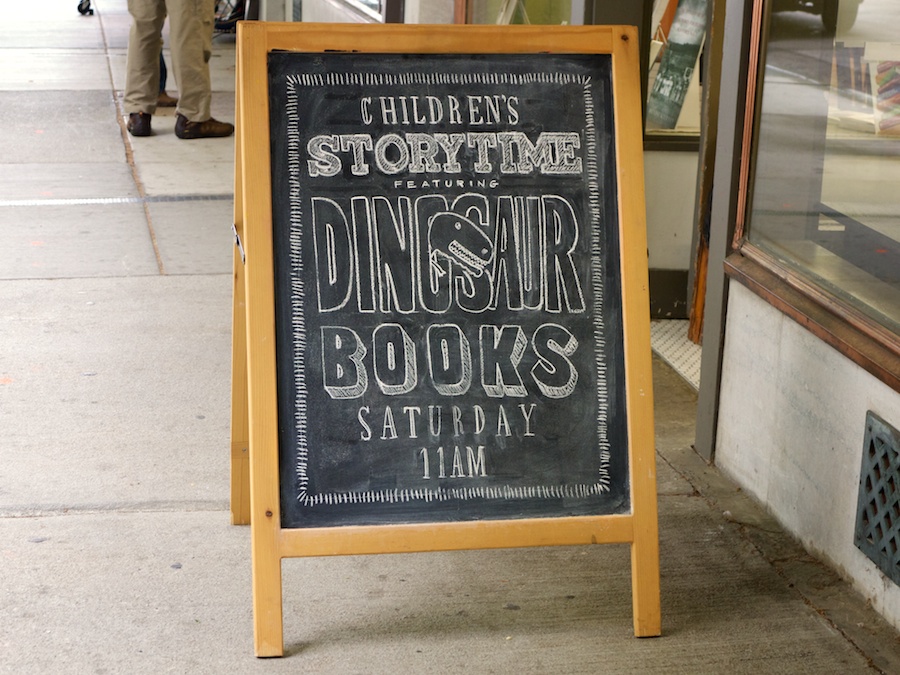 CHILDREN'S
STORYTIME
FEATURING
DINOSAUR
BOOKS
SATURDAY
11AM